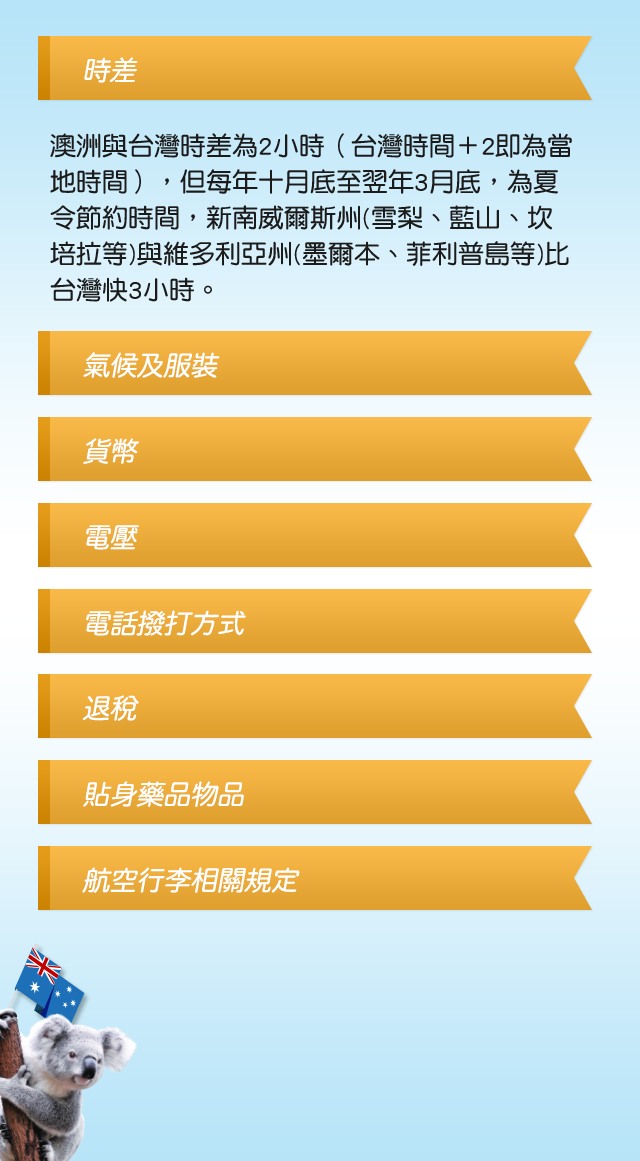 時差
澳洲與台灣時差為2小時（台灣時間＋2即為當
地時間），但每年十月底至翌年3月底，為夏
令節約時間，新南威爾斯州(雪梨、藍山、坎
培拉等)與維多利亞州(墨爾本、菲利普島等)比
台灣快3小時。
氣候及服裝
貨幣
電壓
電話撥打方式
退稅
貼身藥品物品
航空行李相關規定